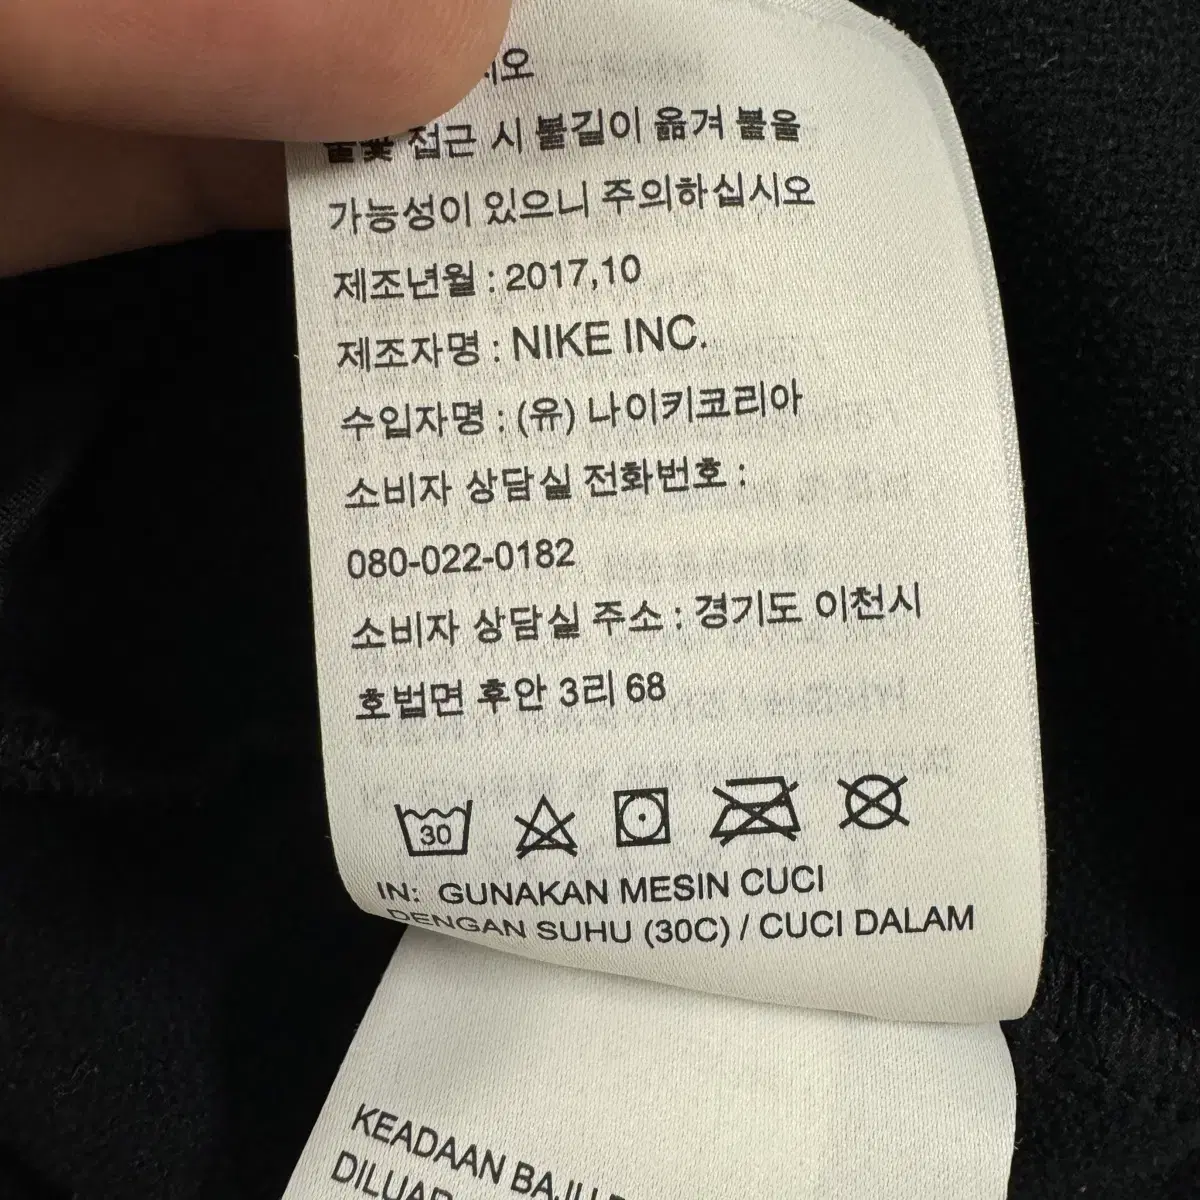 시오
불꽃 접근 시 불길이 옮겨 붙을
가능성이 있으니 주의하십시오
제조년월 : 2017,10
제조자명 : NIKE INC.
수입자명 : (유) 나이키코리아
소비자 상담실 전화번호 :
080-022-0182
소비자 상담실 주소 : 경기도 이천시
호법면 후안 3리 68
30
IN: GUNAKAN MESIN CUCI
DENGAN SUHU (30C) / CUCI DALAM
KEADAAN BAJU
DILUAR